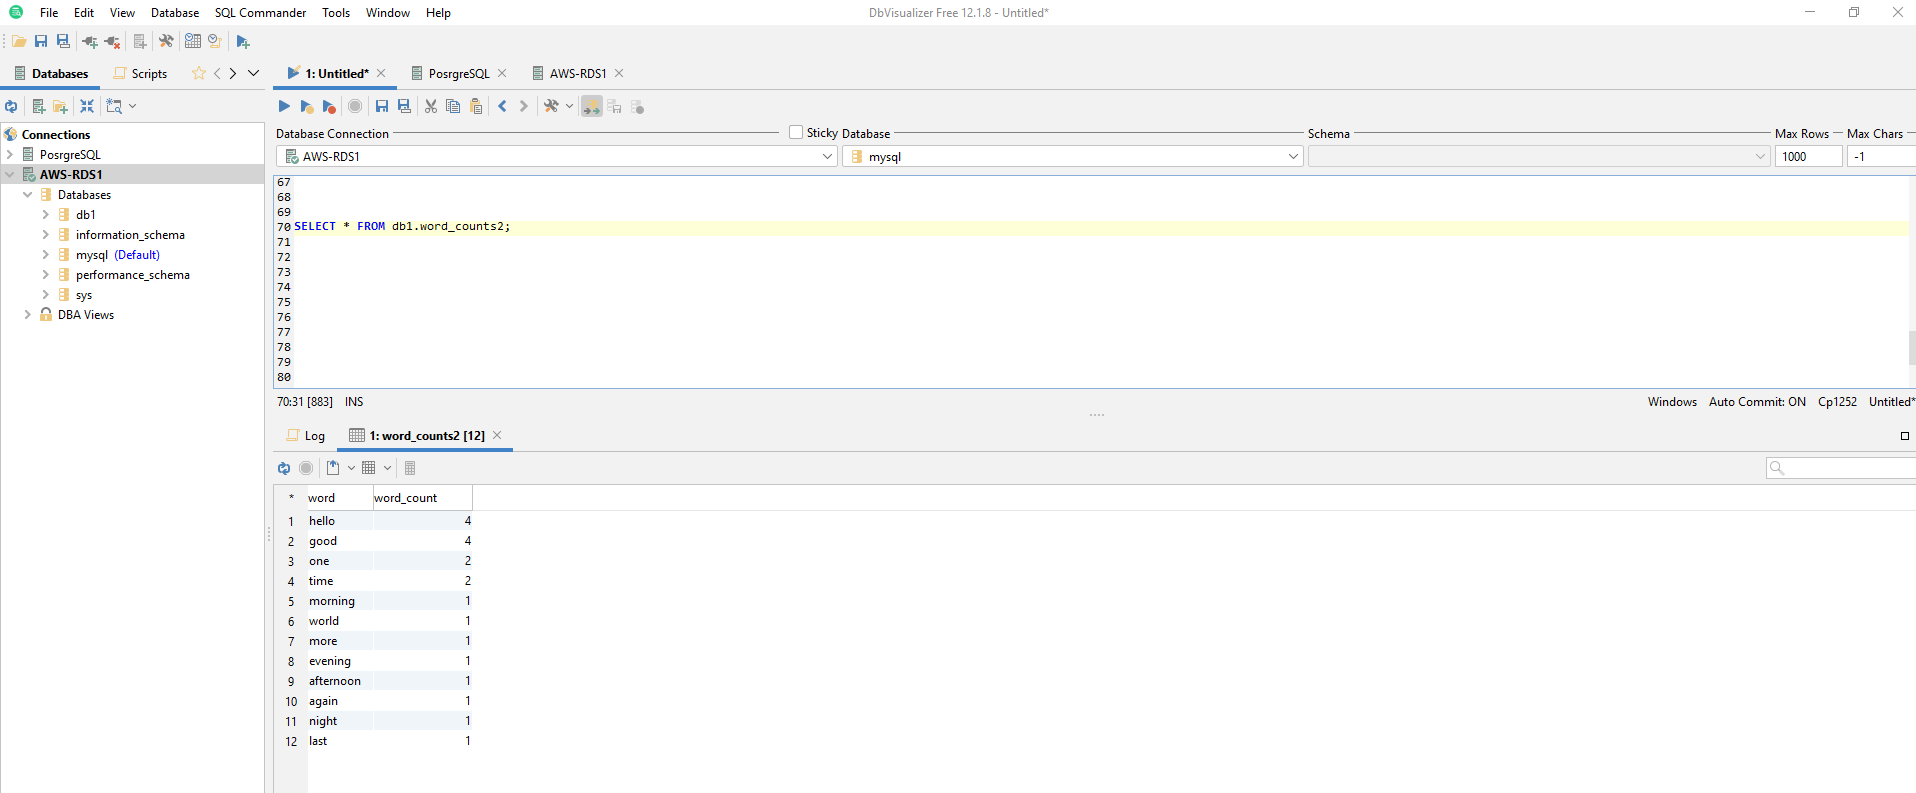 File Edit View Database SQL Commander Tools Window Help DbVisualizer Free 12.1.8 - Untitled*
Databases Scripts 1: Untitled* PosrgreSQL AWS-RDS1
Connections
PosrgreSQL
AWS-RDS1
Databases
db1
information_schema
mysql (Default)
performance_schema
sys
DBA Views
Database Connection Sticky Database Schema Max Rows Max Chars
AWS-RDS1 mysql 1000 -1
67
68
69
70 SELECT * FROM db1.word_counts2;
71
72
73
74
75
76
77
78
79
80
70:31 [883] INS Windows Auto Commit: ON Cp1252 Untitled*
Log 1: word_counts2 [12]
* word word_count
1 hello 4
2 good 4
3 one 2
4 time 2
5 morning 1
6 world 1
7 more 1
8 evening 1
9 afternoon 1
10 again 1
11 night 1
12 last 1